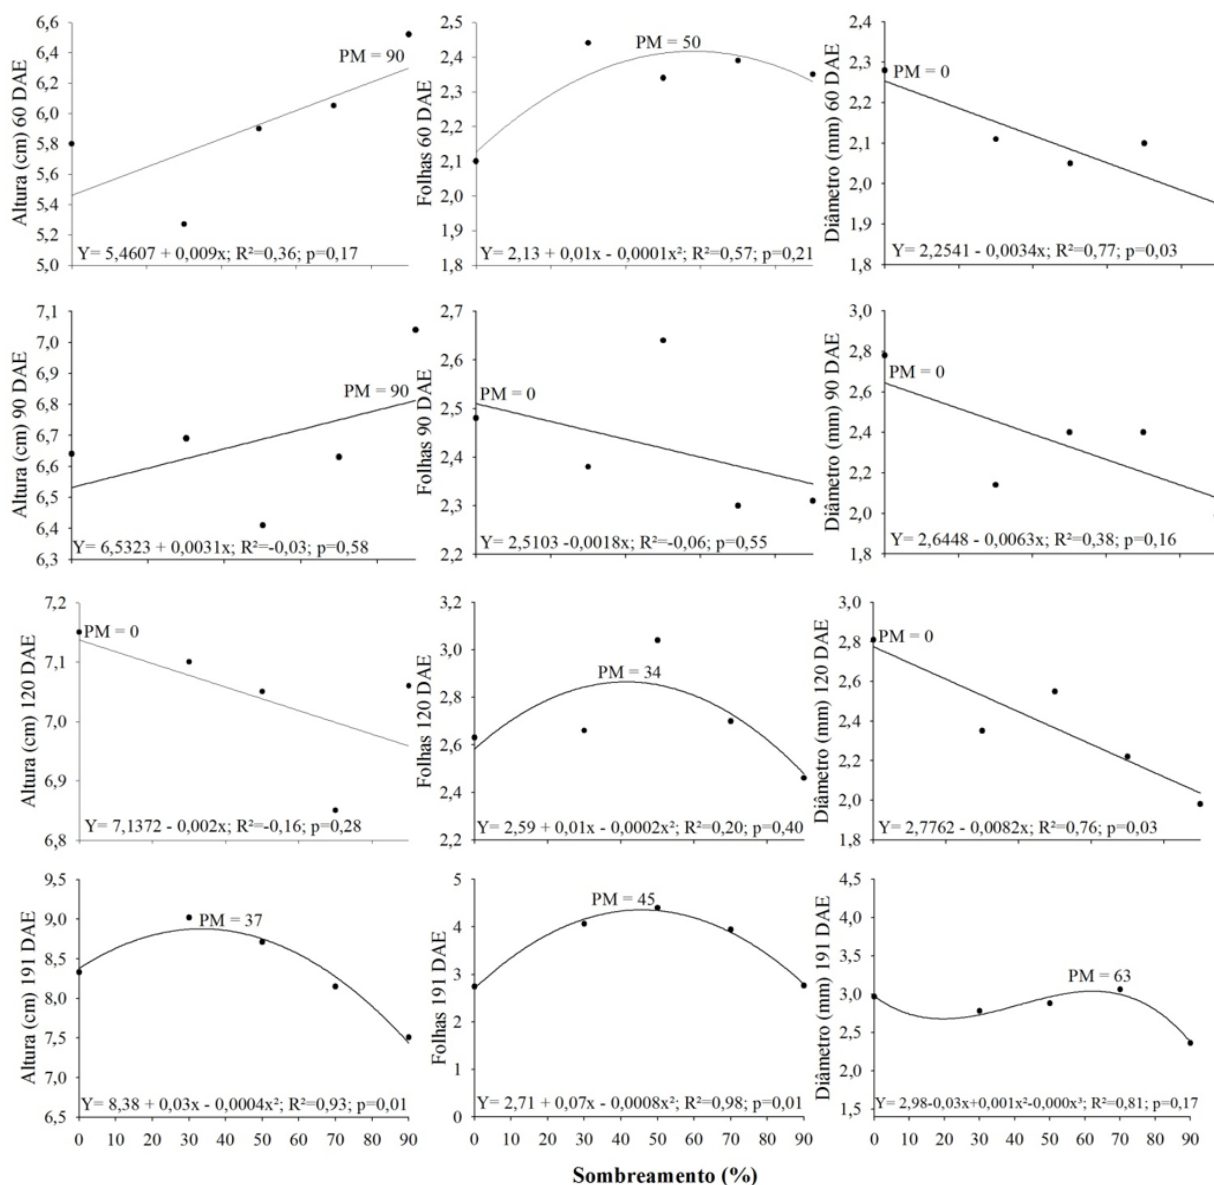 Altura (cm) 60 DAE
6,6
6,4
6,2
6,0
5,8
5,6
5,4
5,2
5,0
PM = 90
Y= 5,4607 + 0,009x; R²=0,36; p=0,17
Folhas 60 DAE
2,5
2,4
2,3
2,2
2,1
2,0
1,9
1,8
PM = 50
Y= 2,13 + 0,01x - 0,0001x²; R²=0,57; p=0,21
Diâmetro (mm) 60 DAE
2,4
2,3
2,2
2,1
2,0
1,9
1,8
PM = 0
Y= 2,2541 - 0,0034x; R²=0,77; p=0,03
Altura (cm) 90 DAE
7,1
7,0
6,9
6,8
6,7
6,6
6,5
6,4
6,3
PM = 90
Y= 6,5323 + 0,0031x; R²=-0,03; p=0,58
Folhas 90 DAE
2,7
2,6
2,5
2,4
2,3
2,2
PM = 0
Y= 2,5103 -0,0018x; R²=-0,06; p=0,55
Diâmetro (mm) 90 DAE
3,0
2,8
2,6
2,4
2,2
2,0
1,8
PM = 0
Y= 2,6448 - 0,0063x; R²=0,38; p=0,16
Altura (cm) 120 DAE
7,2
7,1
7,0
6,9
6,8
PM = 0
Y= 7,1372 - 0,002x; R²=-0,16; p=0,28
Folhas 120 DAE
3,2
3,0
2,8
2,6
2,4
2,2
PM = 34
Y= 2,59 + 0,01x - 0,0002x²; R²=0,20; p=0,40
Diâmetro (mm) 120 DAE
3,0
2,8
2,6
2,4
2,2
2,0
1,8
PM = 0
Y= 2,7762 - 0,0082x; R²=0,76; p=0,03
Altura (cm) 191 DAE
9,5
9,0
8,5
8,0
7,5
7,0
6,5
PM = 37
Y= 8,38 + 0,03x - 0,0004x²; R²=0,93; p=0,01
0 10 20 30 40 50 60 70 80 90
Folhas 191 DAE
5
4
3
2
1
0
PM = 45
Y= 2,71 + 0,07x - 0,0008x²; R²=0,98; p=0,01
0 10 20 30 40 50 60 70 80 90
Diâmetro (mm) 191 DAE
4,5
4,0
3,5
3,0
2,5
2,0
1,5
PM = 63
Y= 2,98-0,03x+0,001x²-0,000x³; R²=0,81; p=0,17
0 10 20 30 40 50 60 70 80 90
Sombreamento (%)